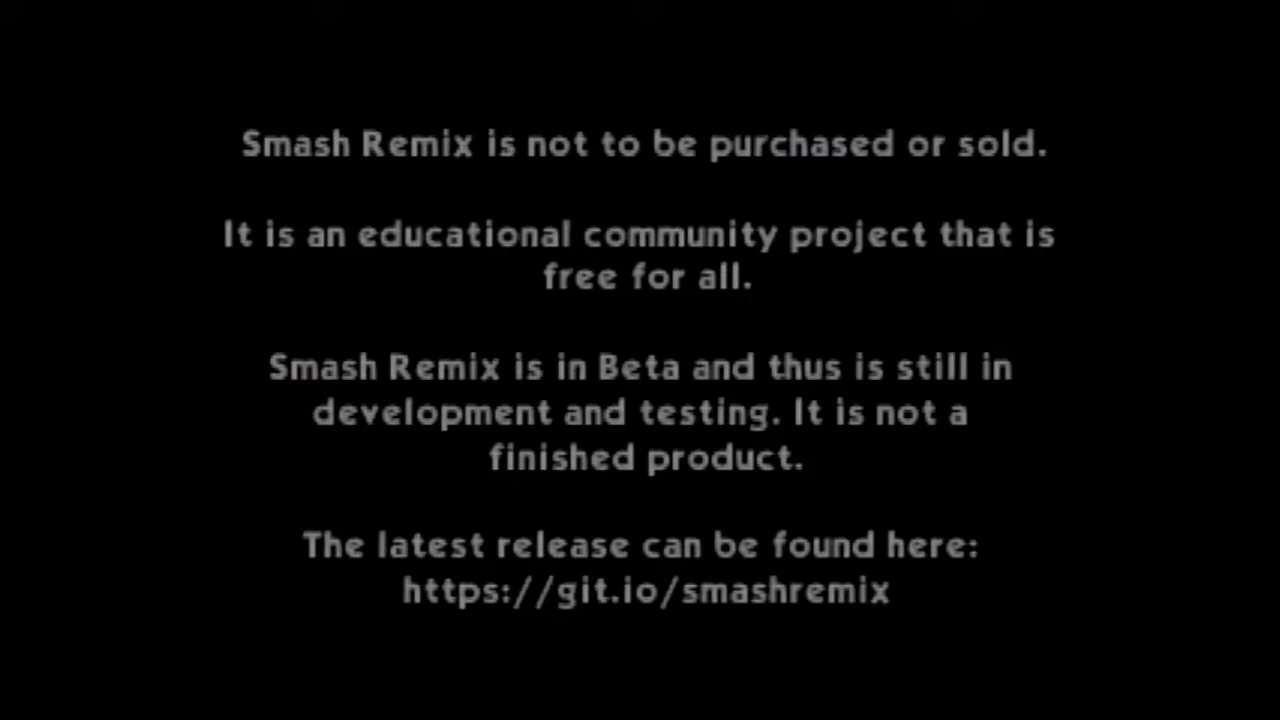 Smash Remix is not to be purchased or sold.
It is an educational community project that is
free for all.
Smash Remix is in Beta and thus is still in
development and testing. It is not a
finished product.
The latest release can be found here:
https://git.io/smashremix